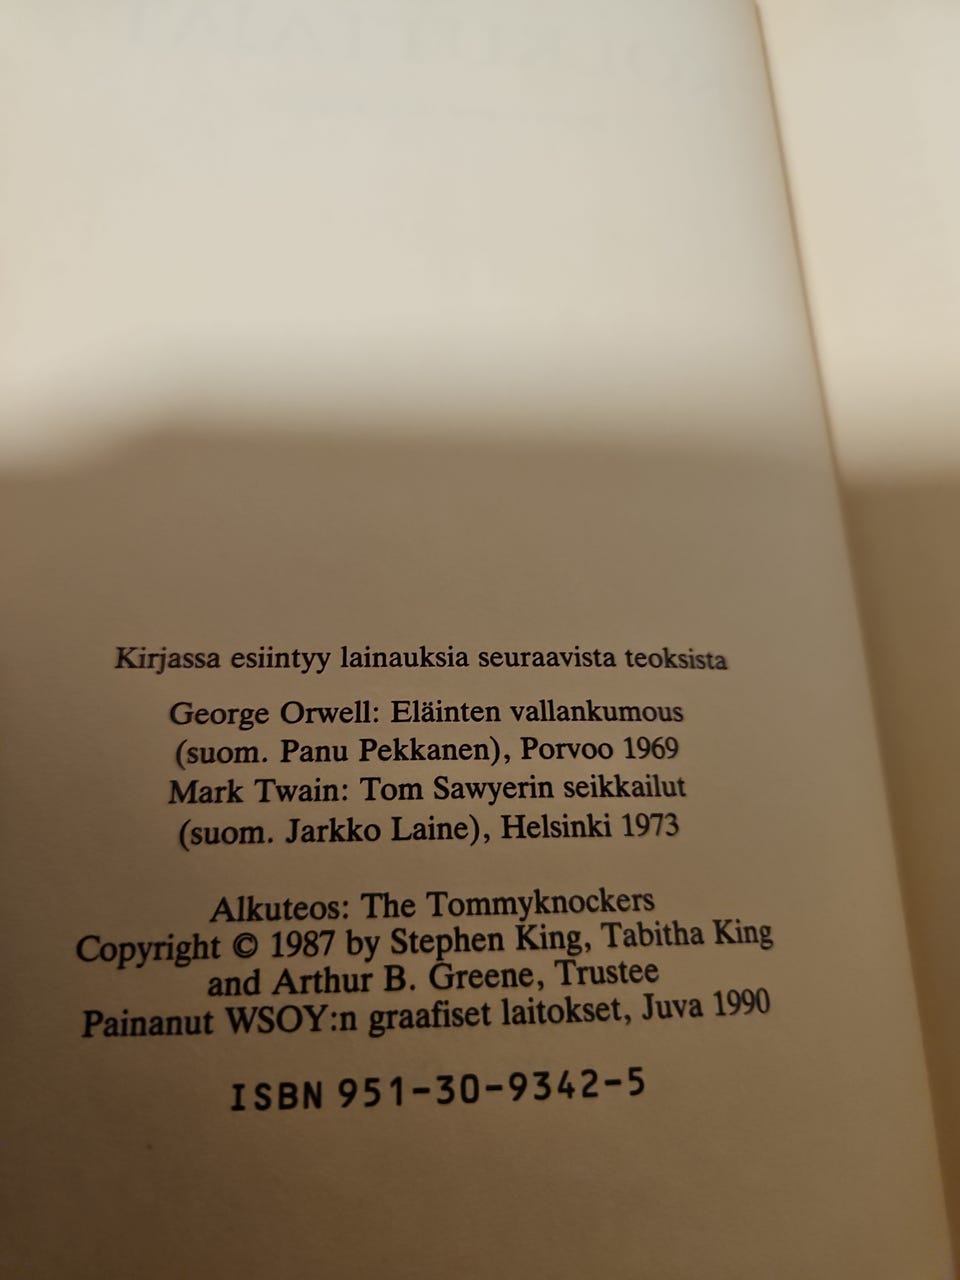 Kirjassa esiintyy lainauksia seuraavista teoksista
George Orwell: Eläinten vallankumous
(suom. Panu Pekkanen), Porvoo 1969
Mark Twain: Tom Sawyerin seikkailut
(suom. Jarkko Laine), Helsinki 1973
Alkuteos: The Tommyknockers
Copyright © 1987 by Stephen King, Tabitha King
and Arthur B. Greene, Trustee
Painanut WSOY:n graafiset laitokset, Juva 1990
ISBN 951-30-9342-5